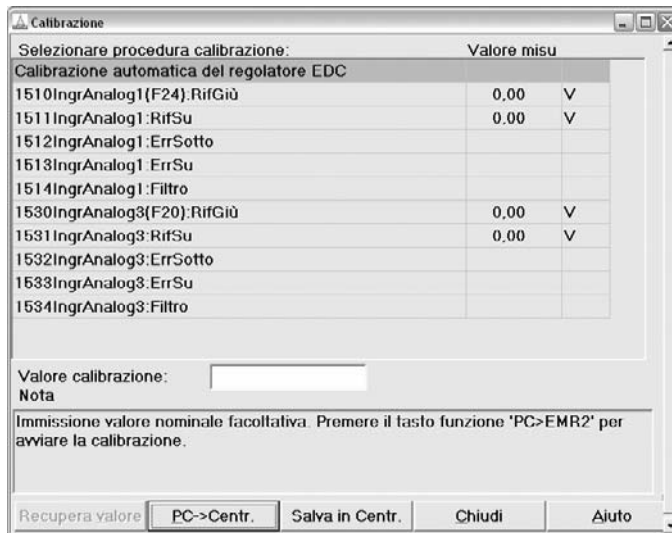 Calibrazione
Selezionare procedura calibrazione: Valore misu
Calibrazione automatica del regolatore EDC
1510IngrAnalog1(F24):RifGiù 0,00 V
1511IngrAnalog1:RifSu 0,00 V
1512IngrAnalog1:ErrSotto
1513IngrAnalog1:ErrSu
1514IngrAnalog1:Filtro
1530IngrAnalog3(F20):RifGiù 0,00 V
1531IngrAnalog3:RifSu 0,00 V
1532IngrAnalog3:ErrSotto
1533IngrAnalog3:ErrSu
1534IngrAnalog3:Filtro
Valore calibrazione:
Nota
Immissione valore nominale facoltativa. Premere il tasto funzione 'PC>EMR2' per
avviare la calibrazione.
Recupera valore PC->Centr. Salva in Centr. Chiudi Aiuto